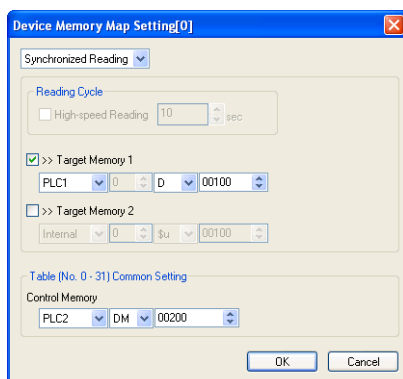 Device Memory Map Setting[0]
Synchronized Reading
Reading Cycle
High-speed Reading 10 sec
>> Target Memory 1
PLC1 0 D 00100
>> Target Memory 2
Internal 0 $u 00100
Table (No. 0 - 31) Common Setting
Control Memory
PLC2 DM 00200
OK Cancel